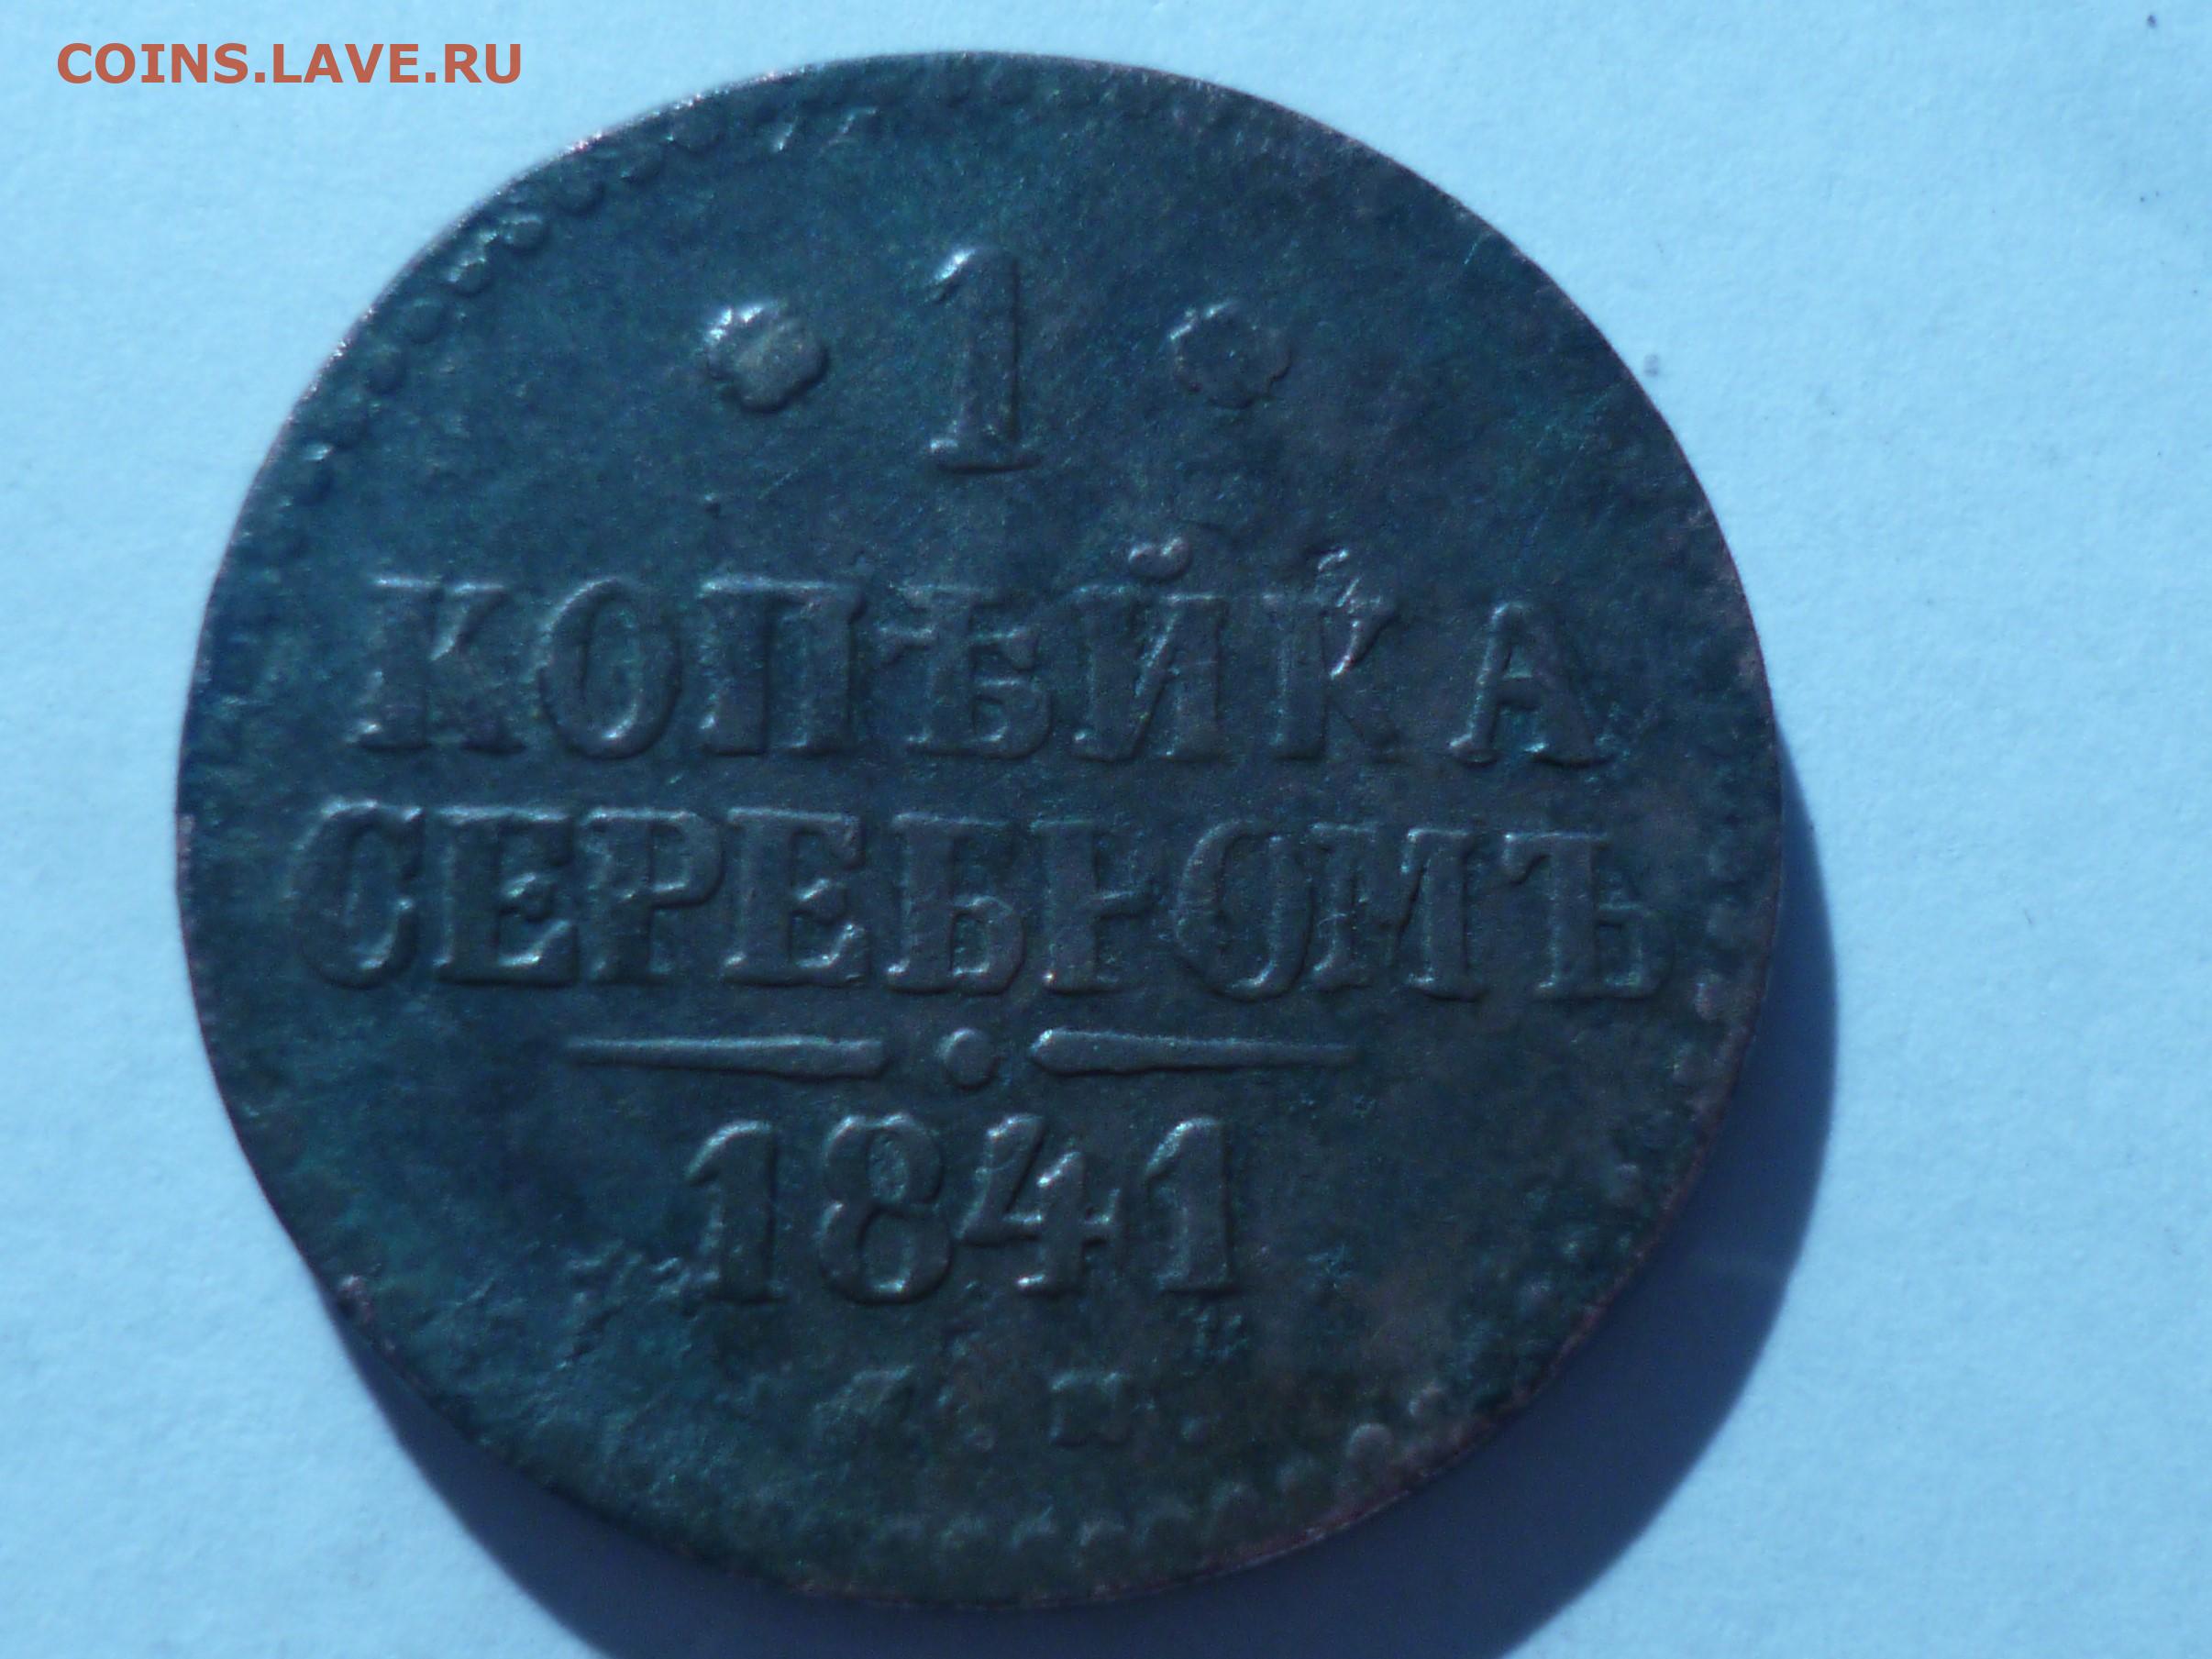 COINS.LAVE.RU
1
КОПѢЙКА
СЕРЕБРОМЪ
1841